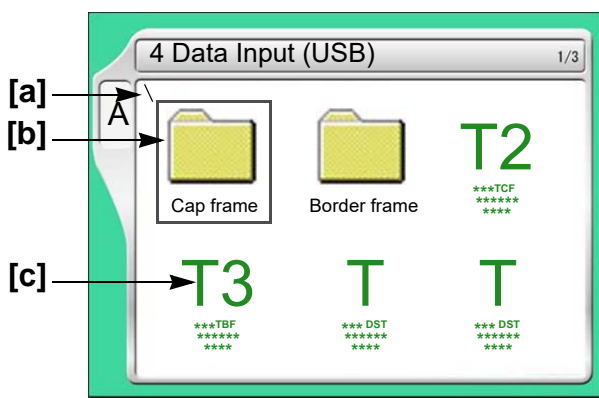 4 Data Input (USB) 1/3
[a] \
A
[b]
Cap frame Border frame
T2
***TCF
******
****
[c] T3 T T
***TBF *** DST *** DST
****** ****** ******
**** **** ****